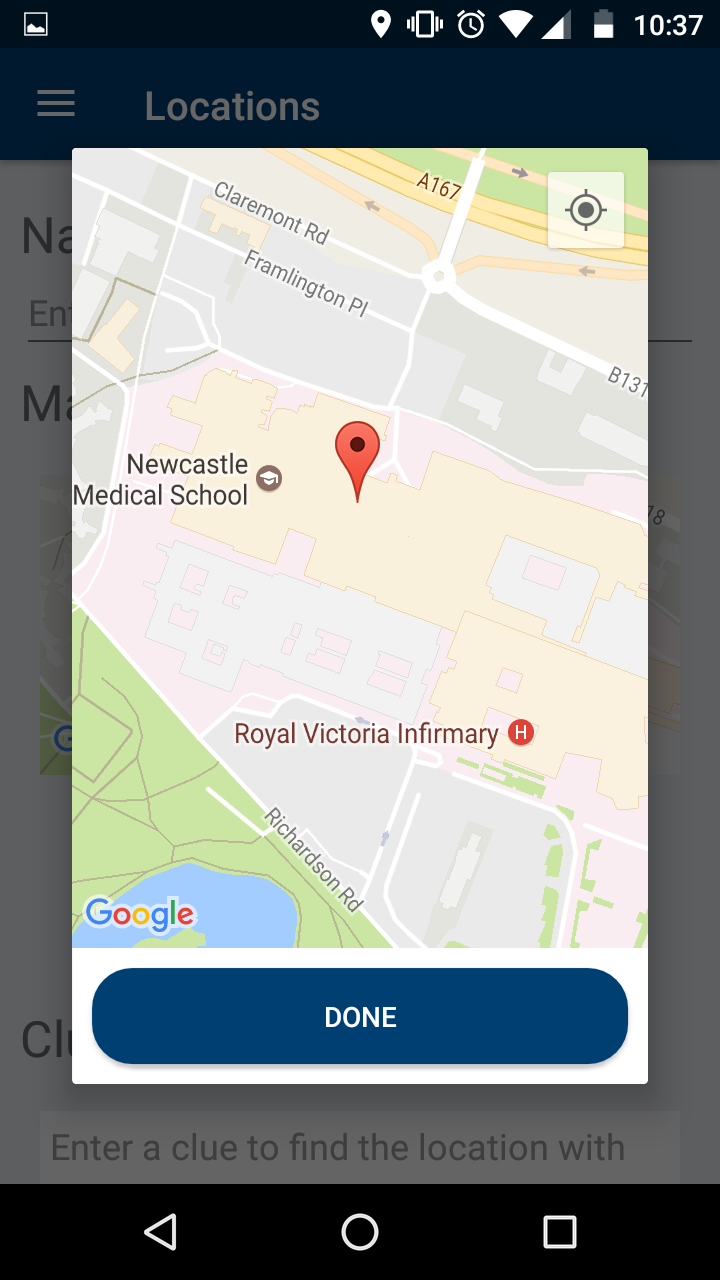 10:37
Locations
Na
Ent
Ma
A167
Claremont Rd
Framlington Pl
B131
Newcastle
Medical School
18
Royal Victoria Infirmary
H
Richardson Rd
Google
G
DONE
Clu
Enter a clue to find the location with